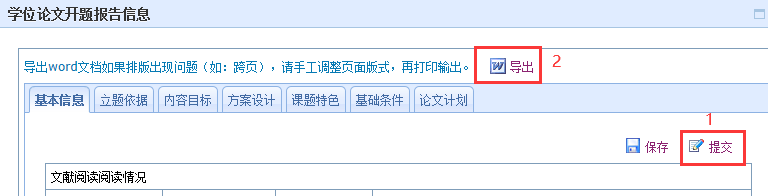 学位论文开题报告信息
导出word文档如果排版出现问题（如：跨页），请手工调整页面版式，再打印输出。 导出 2
基本信息 立题依据 内容目标 方案设计 课题特色 基础条件 论文计划
1
保存 提交
文献阅读阅读情况